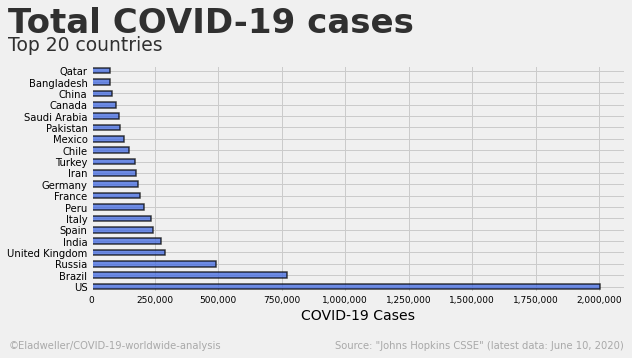 Total COVID-19 cases
Top 20 countries
Qatar
Bangladesh
China
Canada
Saudi Arabia
Pakistan
Mexico
Chile
Turkey
Iran
Germany
France
Peru
Italy
Spain
India
United Kingdom
Russia
Brazil
US
0 250,000 500,000 750,000 1,000,000 1,250,000 1,500,000 1,750,000 2,000,000
COVID-19 Cases
©Eladweller/COVID-19-worldwide-analysis Source: "Johns Hopkins CSSE" (latest data: June 10, 2020)